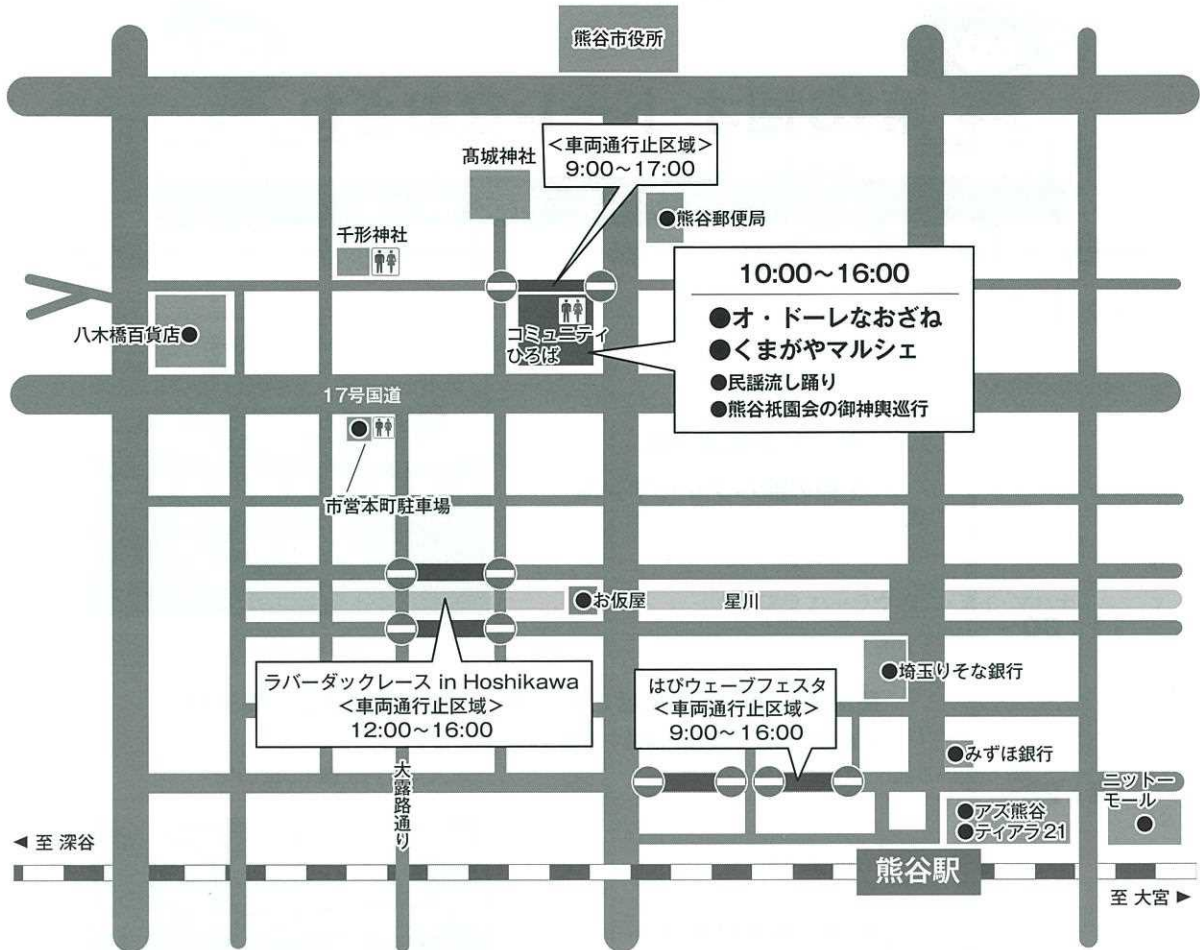 熊谷市役所
<車両通行止区域>
9:00～17:00
髙城神社
熊谷郵便局
千形神社
10:00～16:00
●オ・ドーレなおざね
●くまがやマルシェ
●民謡流し踊り
●熊谷祇園会の御神輿巡行
八木橋百貨店
コミュニティ
ひろば
17号国道
市営本町駐車場
お仮屋
星川
ラバーダックレース in Hoshikawa
<車両通行止区域>
12:00～16:00
はぴウェーブフェスタ
<車両通行止区域>
9:00～16:00
埼玉りそな銀行
みずほ銀行
大露路通り
ニットー
モール
アズ熊谷
ティアラ21
◀ 至 深谷
熊谷駅
至 大宮 ▶